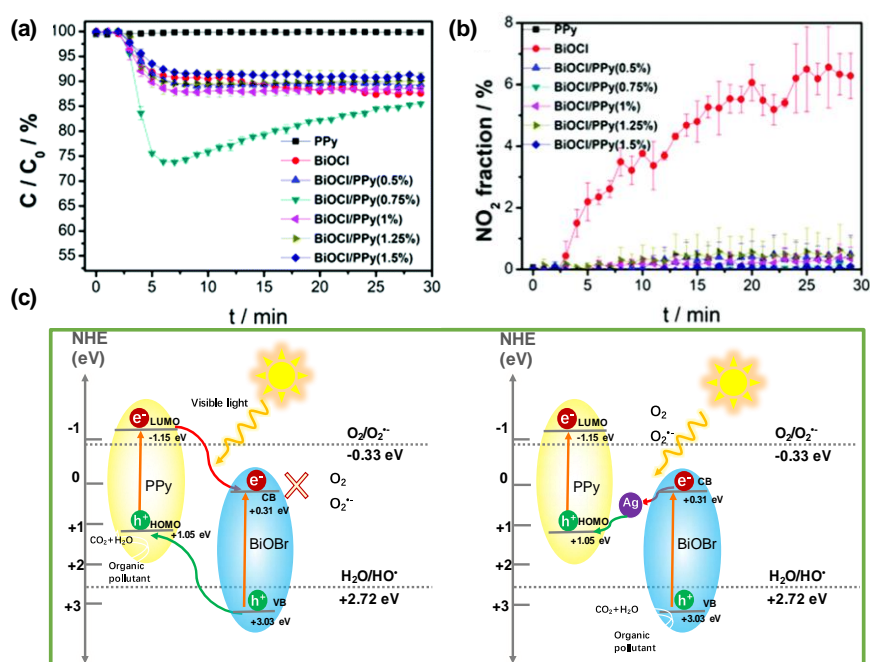 (a)
100
95
90
85
80
75
70
65
60
55
C / C₀ / %
PPy
BiOCl
BiOCl/PPy(0.5%)
BiOCl/PPy(0.75%)
BiOCl/PPy(1%)
BiOCl/PPy(1.25%)
BiOCl/PPy(1.5%)
0 5 10 15 20 25 30
t / min
(b)
8
6
4
2
0
NO₂ fraction / %
PPy
BiOCl
BiOCl/PPy(0.5%)
BiOCl/PPy(0.75%)
BiOCl/PPy(1%)
BiOCl/PPy(1.25%)
BiOCl/PPy(1.5%)
0 5 10 15 20 25 30
t / min
(c)
NHE
(eV)
-1
0
+1
+2
+3
e⁻
LUMO
-1.15 eV
PPy
h⁺
HOMO
+1.05 eV
CO₂+H₂O
Organic
pollutant
Visible light
e⁻
CB
+0.31 eV
BiOBr
h⁺
VB
+3.03 eV
O₂
O₂•-
O₂/O₂•-
-0.33 eV
H₂O/HO•
+2.72 eV
NHE
(eV)
-1
0
+1
+2
+3
e⁻
LUMO
-1.15 eV
PPy
h⁺
HOMO
+1.05 eV
Ag
O₂
O₂•-
e⁻
CB
+0.31 eV
BiOBr
h⁺
VB
+3.03 eV
CO₂+H₂O
Organic
pollutant
O₂/O₂•-
-0.33 eV
H₂O/HO•
+2.72 eV